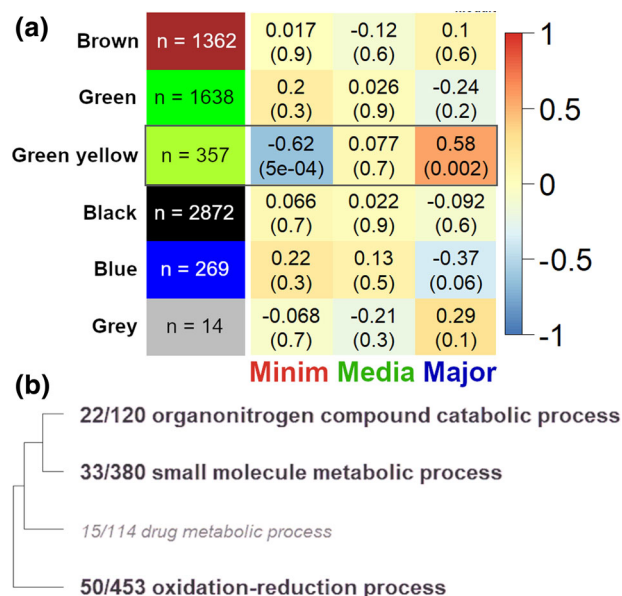 (a)
Brown n = 1362 0.017 -0.12 0.1
(0.9) (0.6) (0.6)
Green n = 1638 0.2 0.026 -0.24
(0.3) (0.9) (0.2)
Green yellow n = 357 -0.62 0.077 0.58
(5e-04) (0.7) (0.002)
Black n = 2872 0.066 0.022 -0.092
(0.7) (0.9) (0.6)
Blue n = 269 0.22 0.13 -0.37
(0.3) (0.5) (0.06)
Grey n = 14 -0.068 -0.21 0.29
(0.7) (0.3) (0.1)
Minim Media Major
1
0.5
0
-0.5
-1
(b)
22/120 organonitrogen compound catabolic process
33/380 small molecule metabolic process
15/114 drug metabolic process
50/453 oxidation-reduction process